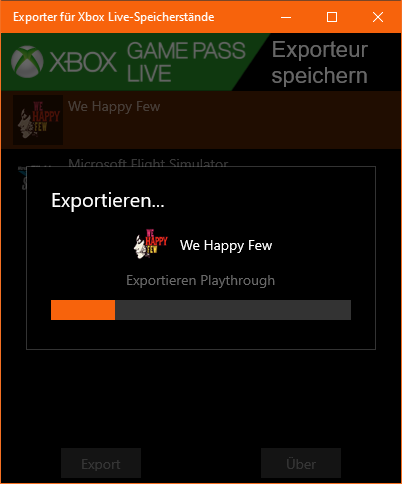 Exporter für Xbox Live-Speicherstände
XBOX
GAME PASS
LIVE
Exporteur
speichern
WE
HAPPY
FEW
We Happy Few
Microsoft Flight Simulator
Exportieren...
WE
HAPPY
FEW
We Happy Few
Exportieren Playthrough
Export
Über